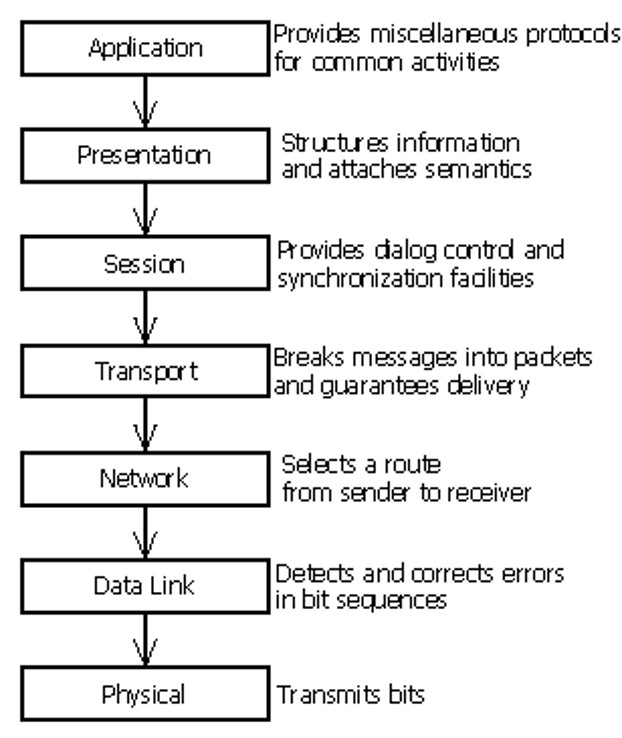 Application
Provides miscellaneous protocols
for common activities
Presentation
Structures information
and attaches semantics
Session
Provides dialog control and
synchronization facilities
Transport
Breaks messages into packets
and guarantees delivery
Network
Selects a route
from sender to receiver
Data Link
Detects and corrects errors
in bit sequences
Physical
Transmits bits